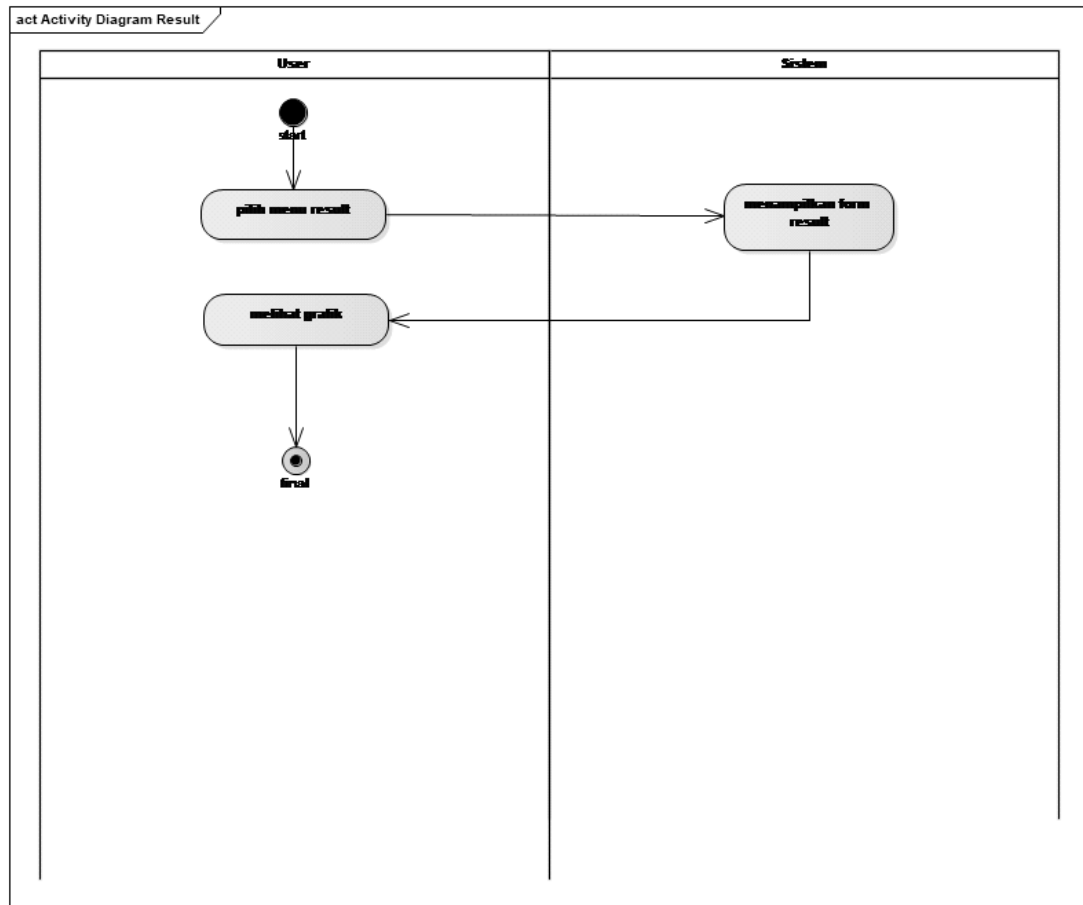 act Activity Diagram Result
User
Sistem
start
pilih menu result
menampilkan form
result
melihat grafik
final